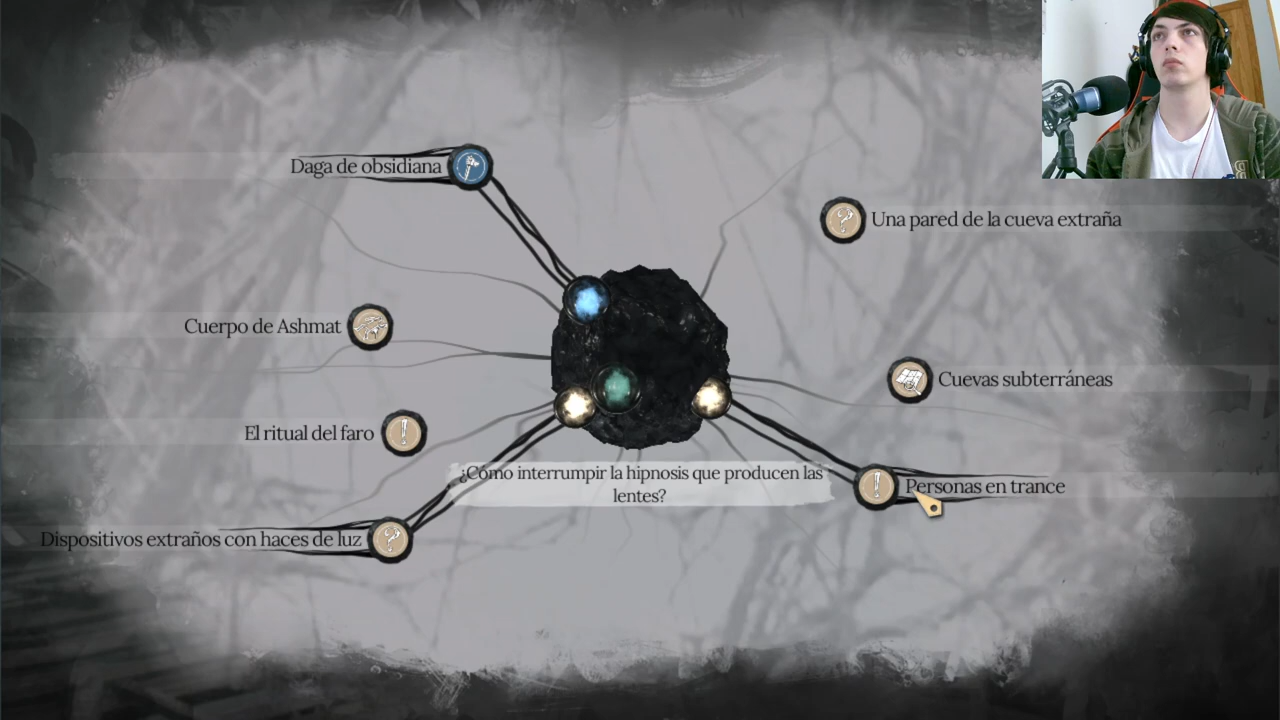 Daga de obsidiana
Una pared de la cueva extraña
Cuerpo de Ashmat
Cuevas subterráneas
El ritual del faro
¿Cómo interrumpir la hipnosis que producen las
lentes?
Personas en trance
Dispositivos extraños con haces de luz